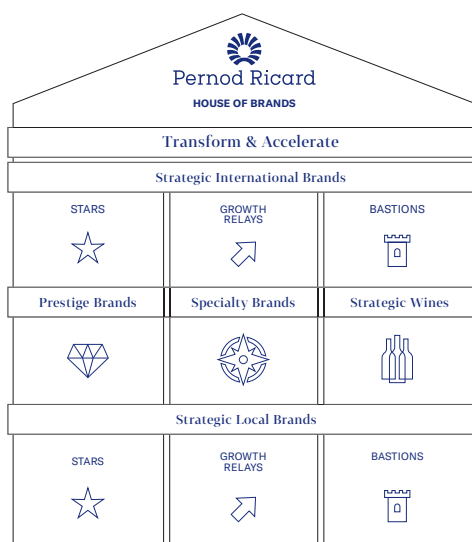 Pernod Ricard
HOUSE OF BRANDS
Transform & Accelerate
Strategic International Brands
STARS
GROWTH
RELAYS
BASTIONS
Prestige Brands
Specialty Brands
Strategic Wines
Strategic Local Brands
STARS
GROWTH
RELAYS
BASTIONS